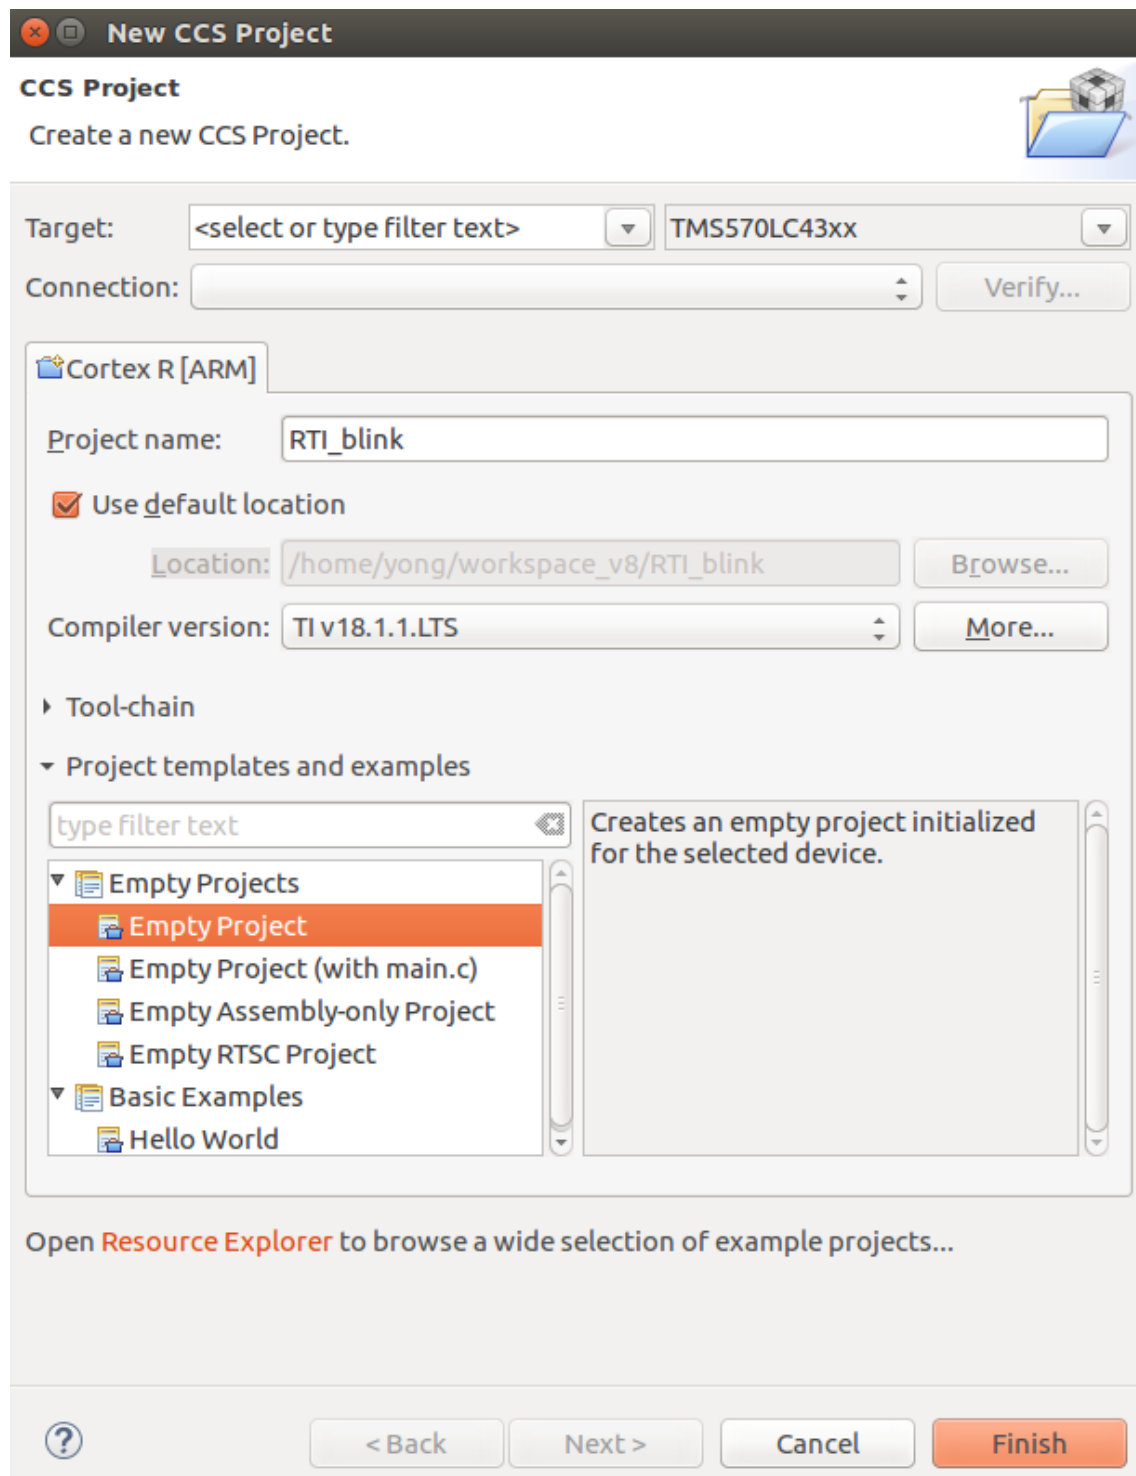 New CCS Project
CCS Project
Create a new CCS Project.
Target: <select or type filter text> TMS570LC43xx
Connection: Verify...
Cortex R [ARM]
Project name: RTI_blink
Use default location
Location: /home/yong/workspace_v8/RTI_blink Browse...
Compiler version: TI v18.1.1.LTS More...
Tool-chain
Project templates and examples
type filter text
Creates an empty project initialized
for the selected device.
Empty Projects
Empty Project
Empty Project (with main.c)
Empty Assembly-only Project
Empty RTSC Project
Basic Examples
Hello World
Open Resource Explorer to browse a wide selection of example projects...
? < Back Next > Cancel Finish